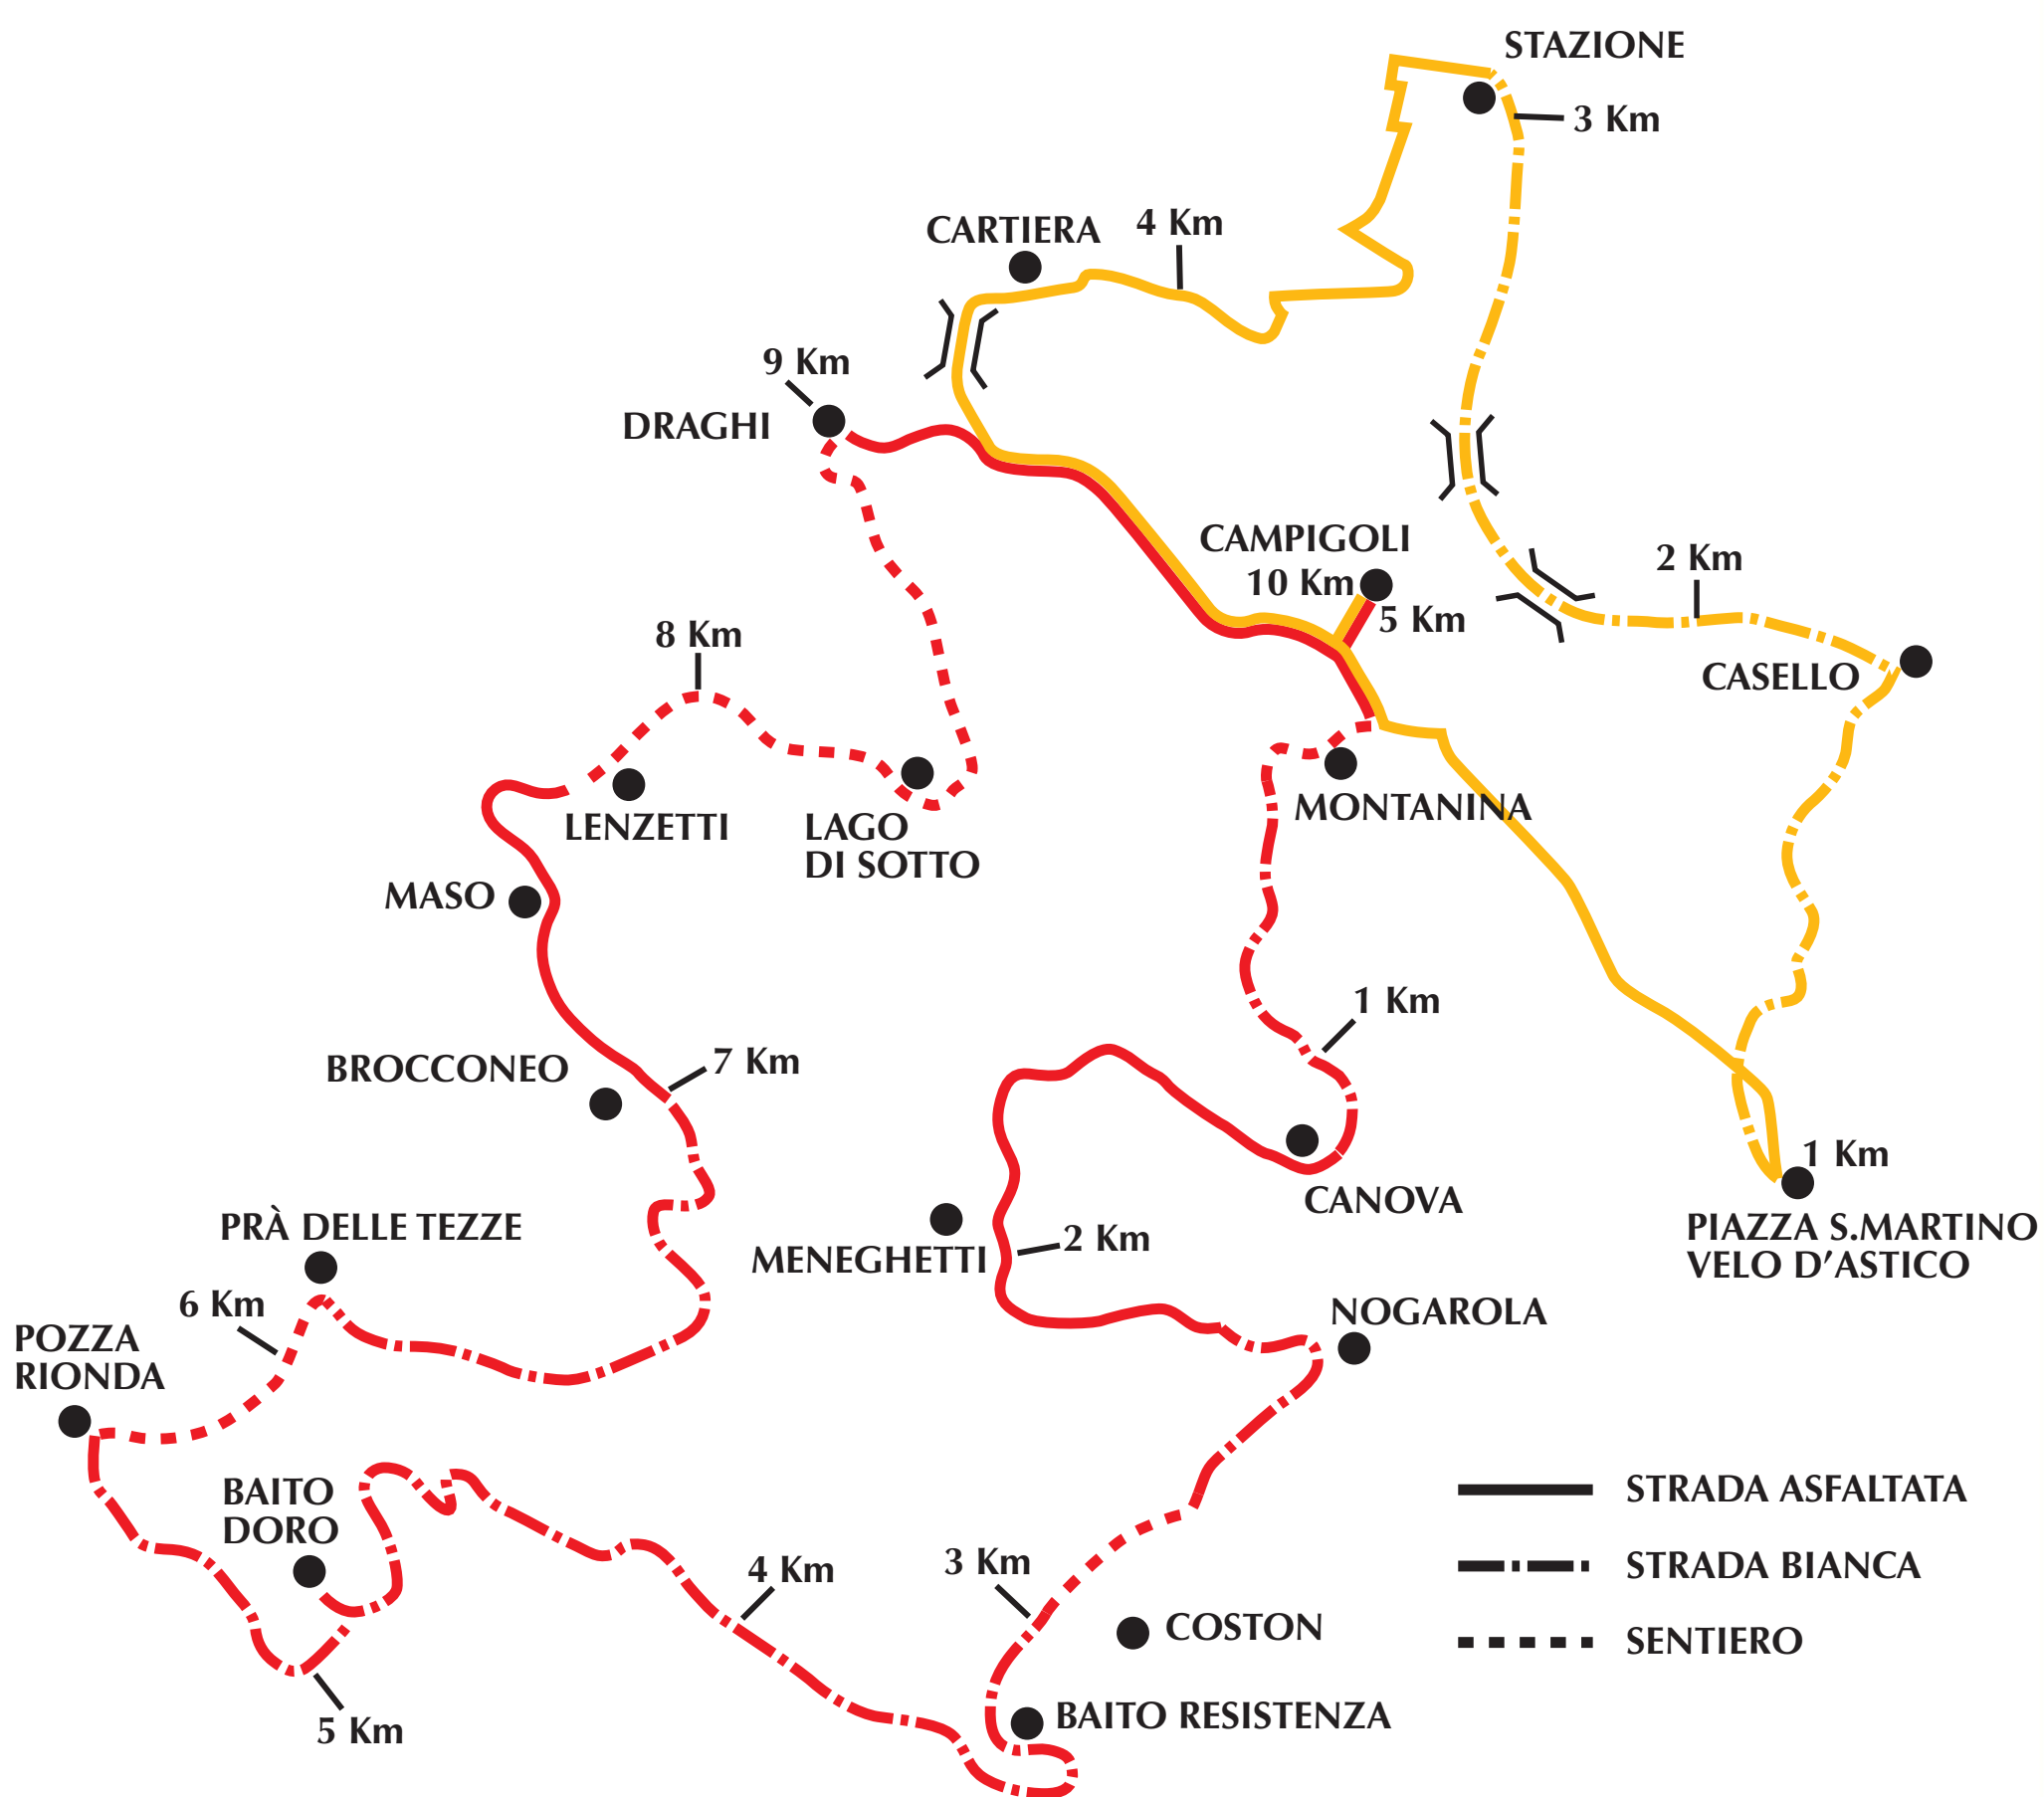 STAZIONE
3 Km
CARTIERA
4 Km
9 Km
DRAGHI
CAMPIGOLI
10 Km
5 Km
2 Km
CASELLO
8 Km
LENZETTI
LAGO
DI SOTTO
MONTANINA
MASO
1 Km
BROCCONEO
7 Km
1 Km
CANOVA
PRÀ DELLE TEZZE
MENEGHETTI
2 Km
PIAZZA S.MARTINO
VELO D'ASTICO
6 Km
NOGAROLA
POZZA
RIONDA
BAITO
DORO
STRADA ASFALTATA
4 Km
3 Km
STRADA BIANCA
COSTON
SENTIERO
5 Km
BAITO RESISTENZA